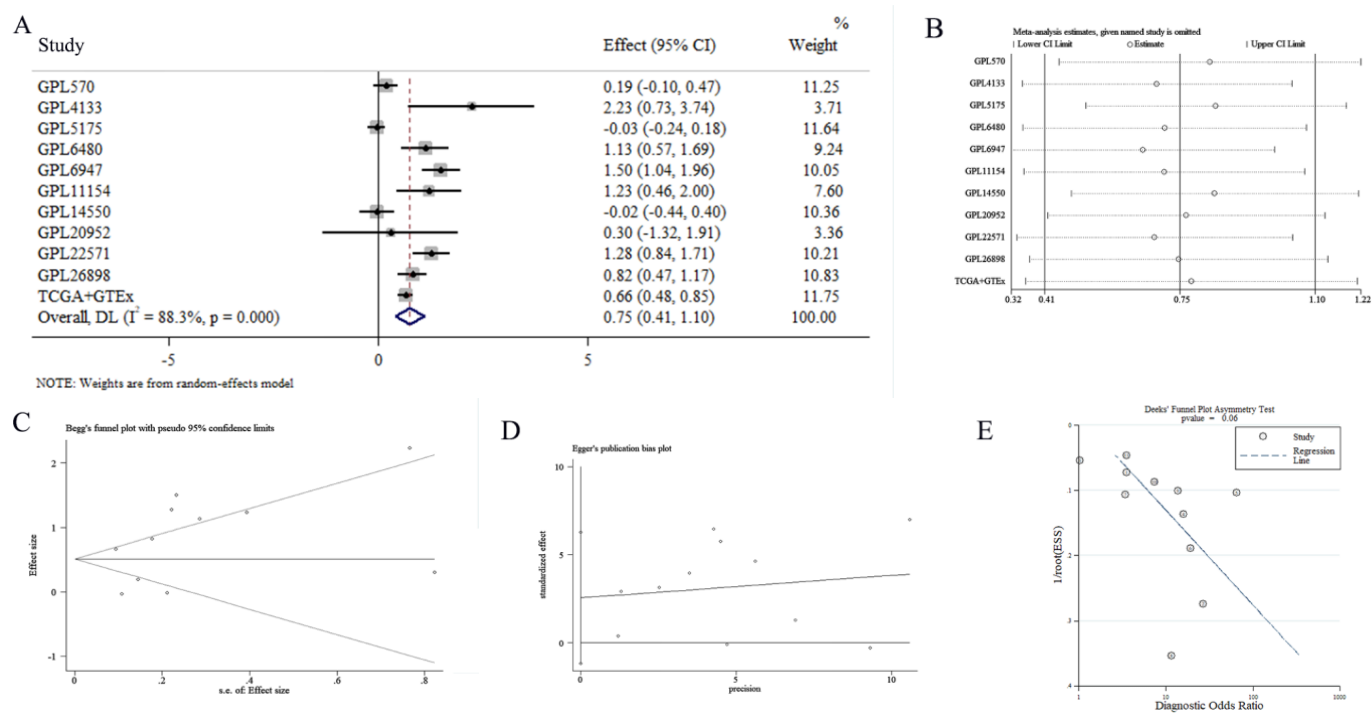 A
Study Effect (95% CI) % Weight
GPL570 0.19 (-0.10, 0.47) 11.25
GPL4133 2.23 (0.73, 3.74) 3.71
GPL5175 -0.03 (-0.24, 0.18) 11.64
GPL6480 1.13 (0.57, 1.69) 9.24
GPL6947 1.50 (1.04, 1.96) 10.05
GPL11154 1.23 (0.46, 2.00) 7.60
GPL14550 -0.02 (-0.44, 0.40) 10.36
GPL20952 0.30 (-1.32, 1.91) 3.36
GPL22571 1.28 (0.84, 1.71) 10.21
GPL26898 0.82 (0.47, 1.17) 10.83
TCGA+GTEx 0.66 (0.48, 0.85) 11.75
Overall, DL (I² = 88.3%, p = 0.000) 0.75 (0.41, 1.10) 100.00
-5 0 5
NOTE: Weights are from random-effects model
B
Meta-analysis estimates, given named study is omitted
Lower CI Limit Estimate Upper CI Limit
GPL570
GPL4133
GPL5175
GPL6480
GPL6947
GPL11154
GPL14550
GPL20952
GPL22571
GPL26898
TCGA+GTEx
0.32 0.41 0.75 1.10 1.22
C
Begg's funnel plot with pseudo 95% confidence limits
Effect size
2
1
0
-1
0 .2 .4 .6 .8
s.e. of: Effect size
D
Egger's publication bias plot
standardized effect
10
5
0
0 5 10
precision
E
Deeks' Funnel Plot Asymmetry Test
pvalue = 0.06
Study
Regression
Line
1/root(ESS)
0
.1
.2
.3
.4
1 10 100 1000
Diagnostic Odds Ratio